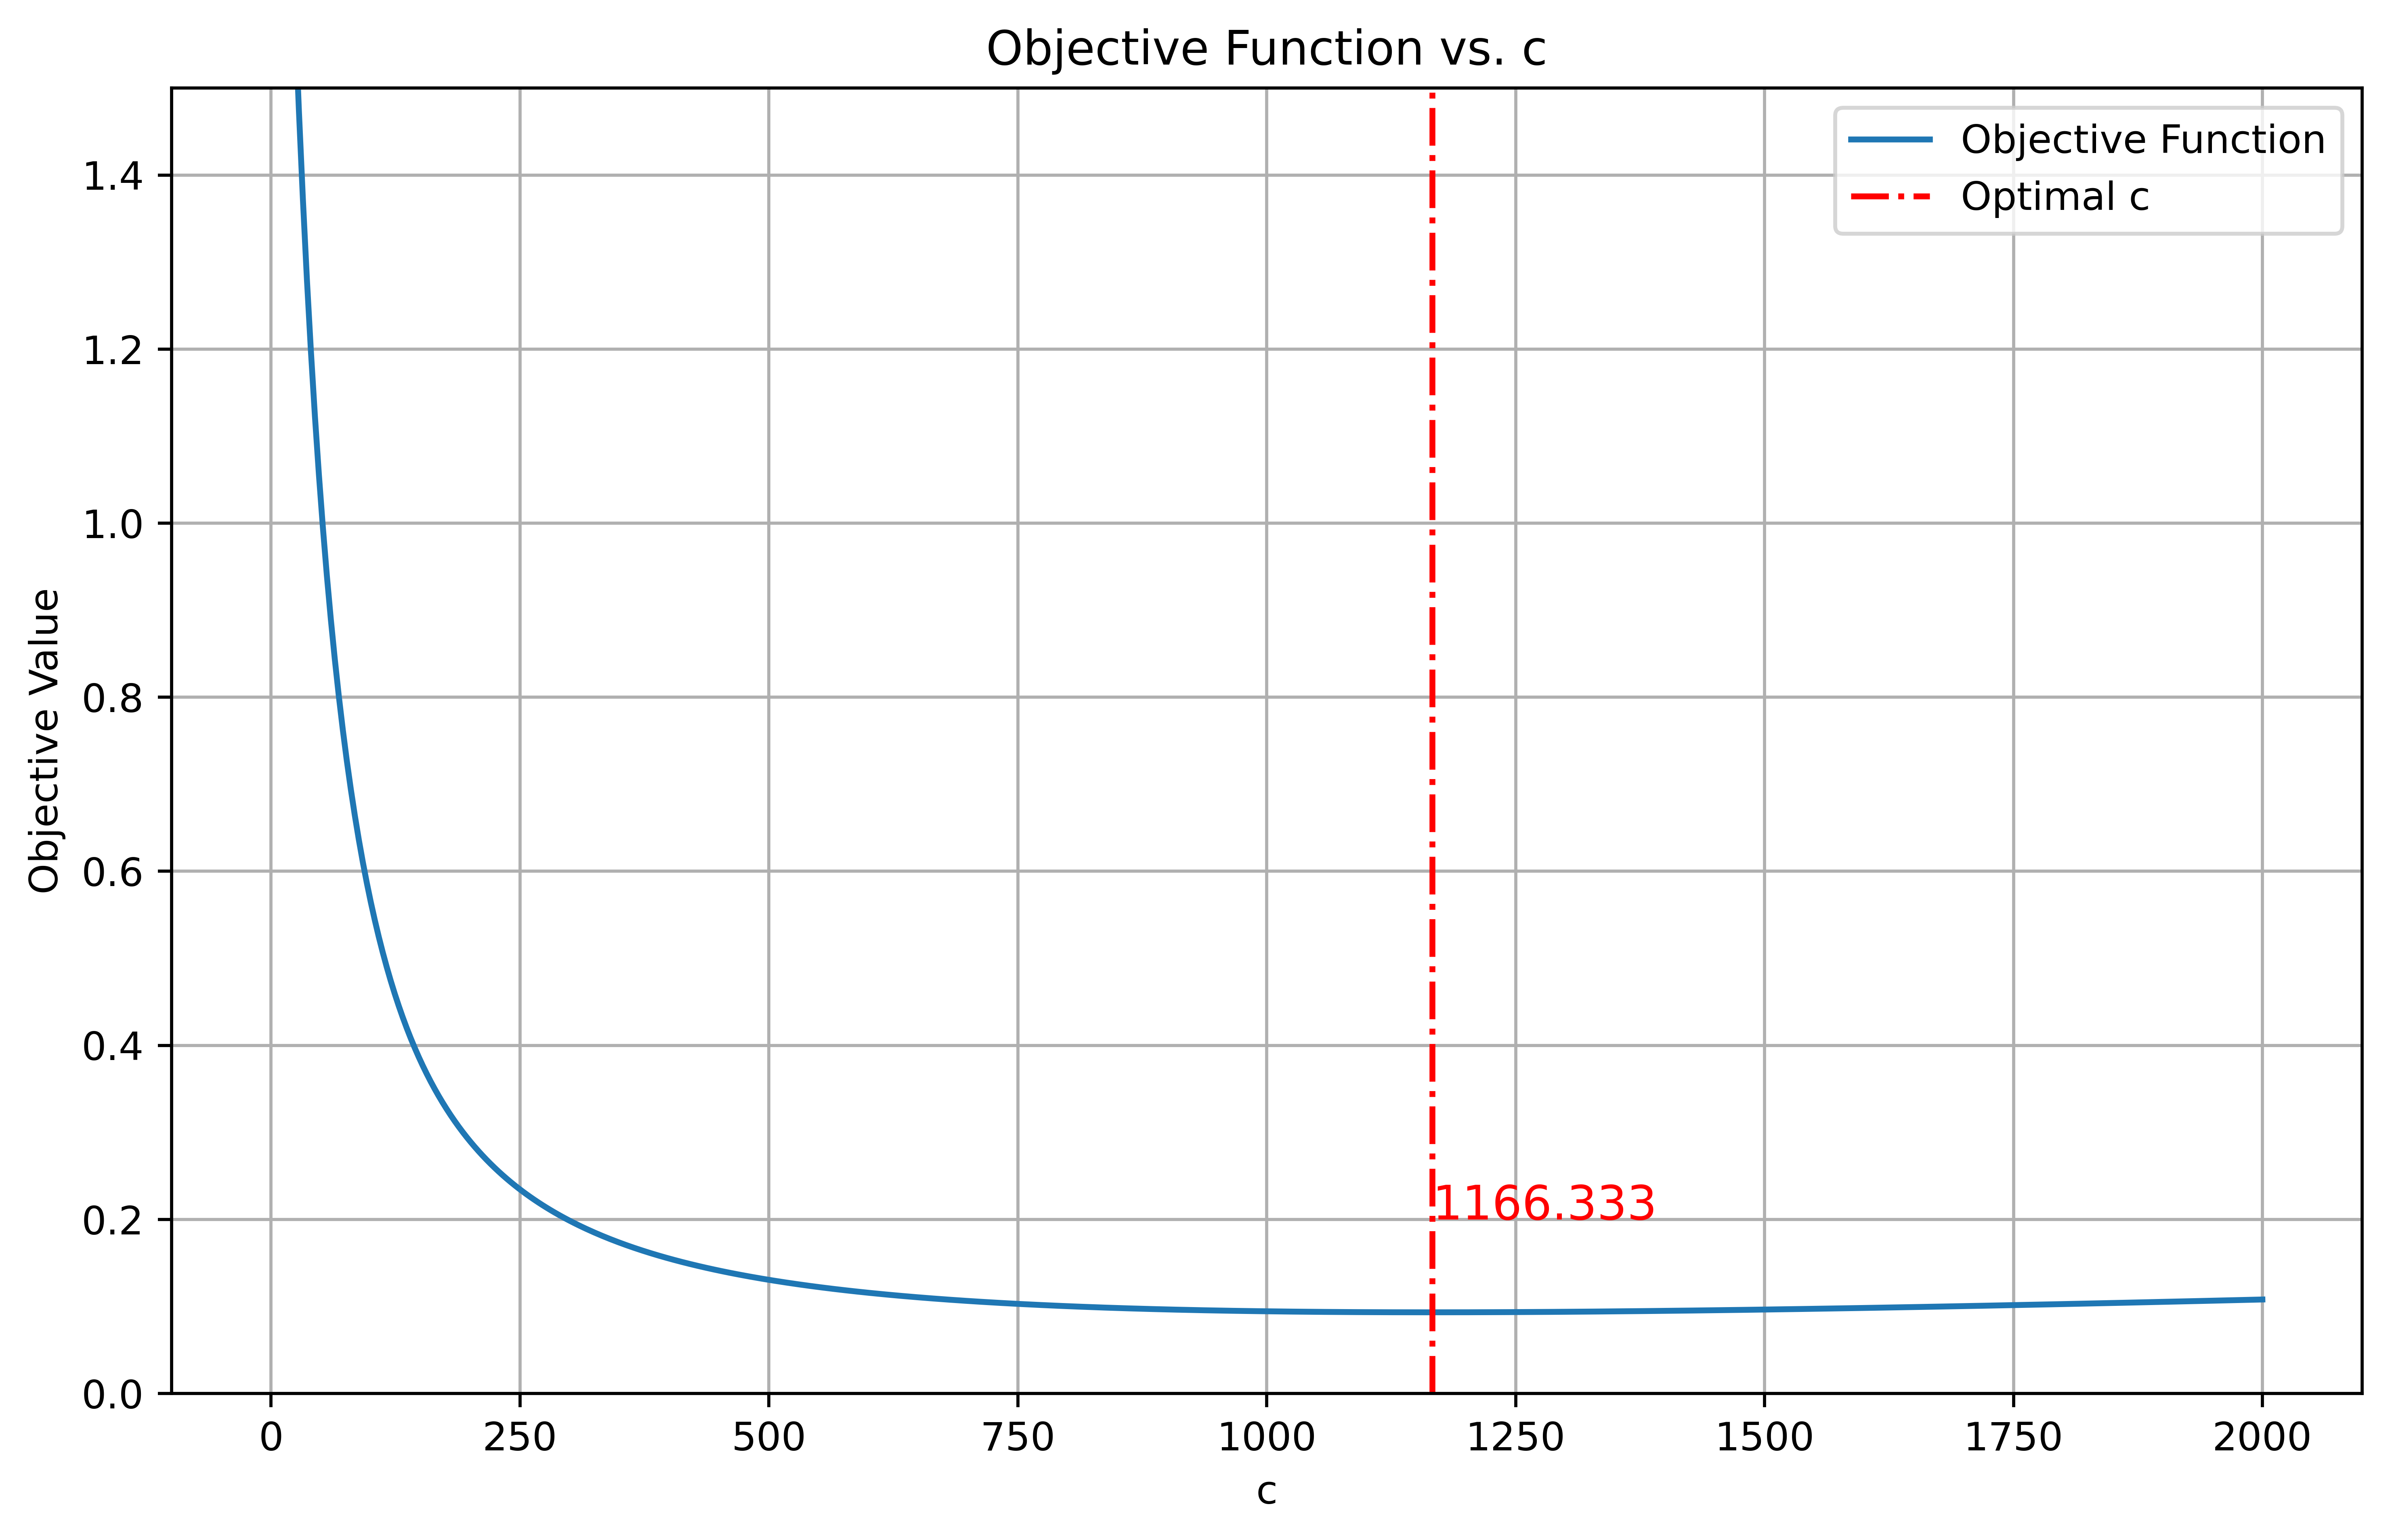 Objective Function vs. c
Objective Function
Optimal c
1.4
1.2
1.0
0.8
0.6
0.4
0.2
0.0
Objective Value
1166.333
0 250 500 750 1000 1250 1500 1750 2000
c